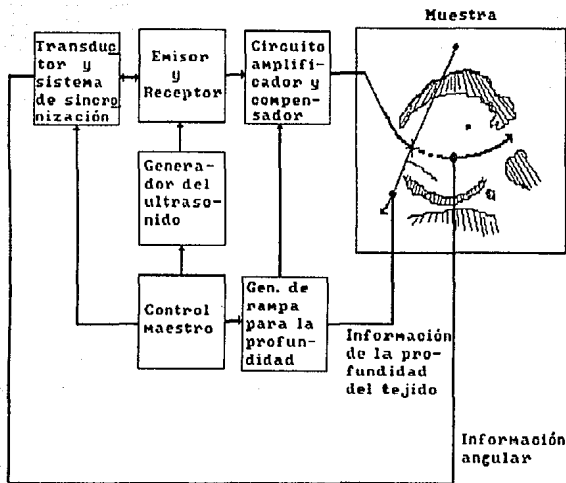 Muestra
Transduc
tor y
sistema
de sincro
nización
Emisor
y
Receptor
Circuito
amplifi-
cador y
compen-
sador
Genera-
dor del
ultraso-
nido
Control
maestro
Gen. de
rampa
para la
profun-
didad
Información
de la pro-
fundidad
del tejido
Información
angular